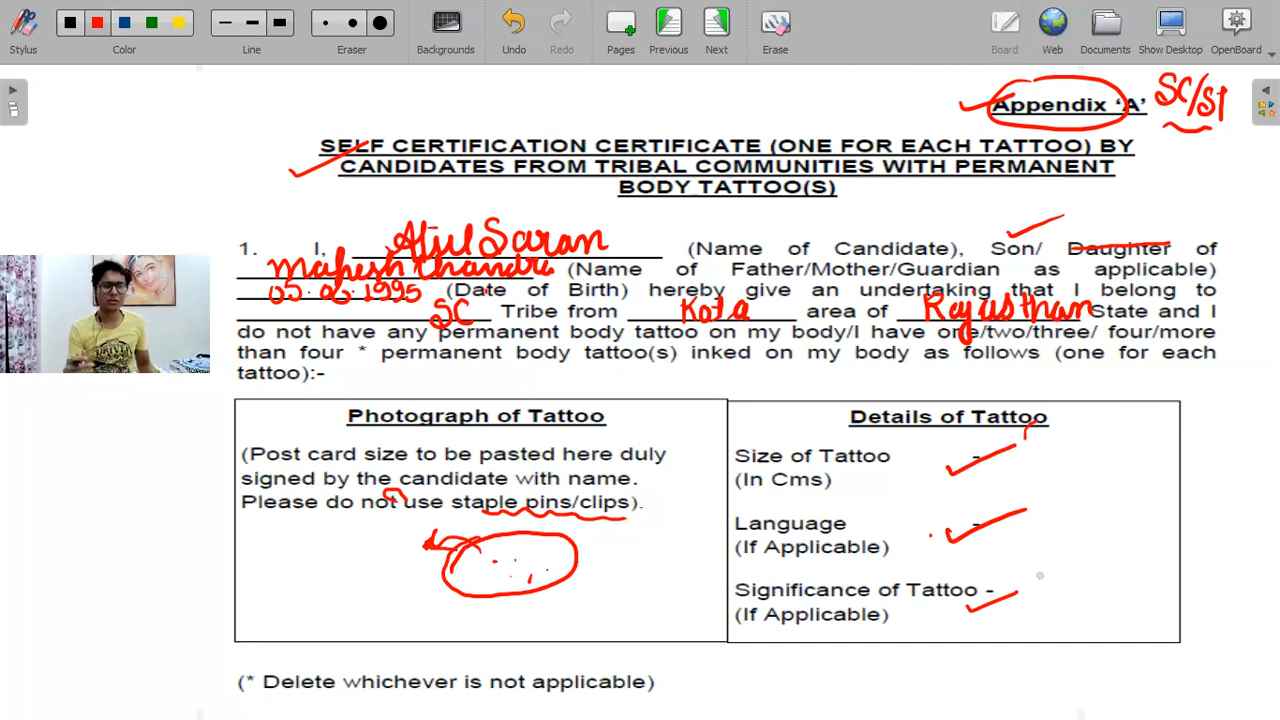 Stylus Color Line Eraser Backgrounds Undo Redo Pages Previous Next Erase Board Web Documents Show Desktop OpenBoard
Appendix 'A' SC/ST
SELF CERTIFICATION CERTIFICATE (ONE FOR EACH TATTOO) BY
CANDIDATES FROM TRIBAL COMMUNITIES WITH PERMANENT
BODY TATTOO(S)
1. I, Atul Saran (Name of Candidate), Son/ Daughter of
Mahesh Chandra (Name of Father/Mother/Guardian as applicable)
05.02.1995 (Date of Birth) hereby give an undertaking that I belong to
SC Tribe from Kota area of Rajasthan State and I
do not have any permanent body tattoo on my body/I have one/two/three/ four/more
than four * permanent body tattoo(s) inked on my body as follows (one for each
tattoo):-
Photograph of Tattoo
(Post card size to be pasted here duly
signed by the candidate with name.
Please do not use staple pins/clips).
Details of Tattoo
Size of Tattoo -
(In Cms)
Language -
(If Applicable)
Significance of Tattoo -
(If Applicable)
(* Delete whichever is not applicable)